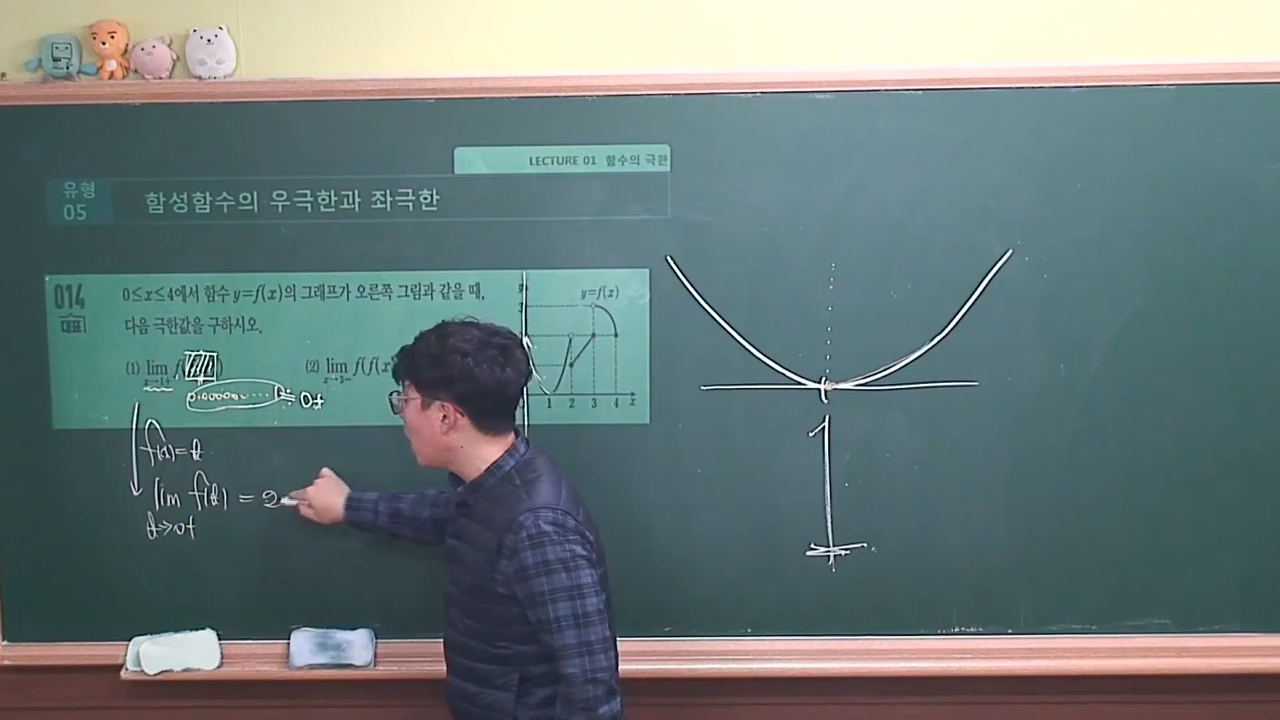 LECTURE 01 함수의 극한
유형
05
합성함수의 우극한과 좌극한
014
대표
0≤x≤4에서 함수 y=f(x)의 그래프가 오른쪽 그림과 같을 때,
다음 극한값을 구하시오.
(1) lim
(2) lim f(f(x
x→3-
y=f(x)
1 2 3 4 x
0+
f(x)=t
lim f(t) = 2
t→0+
1